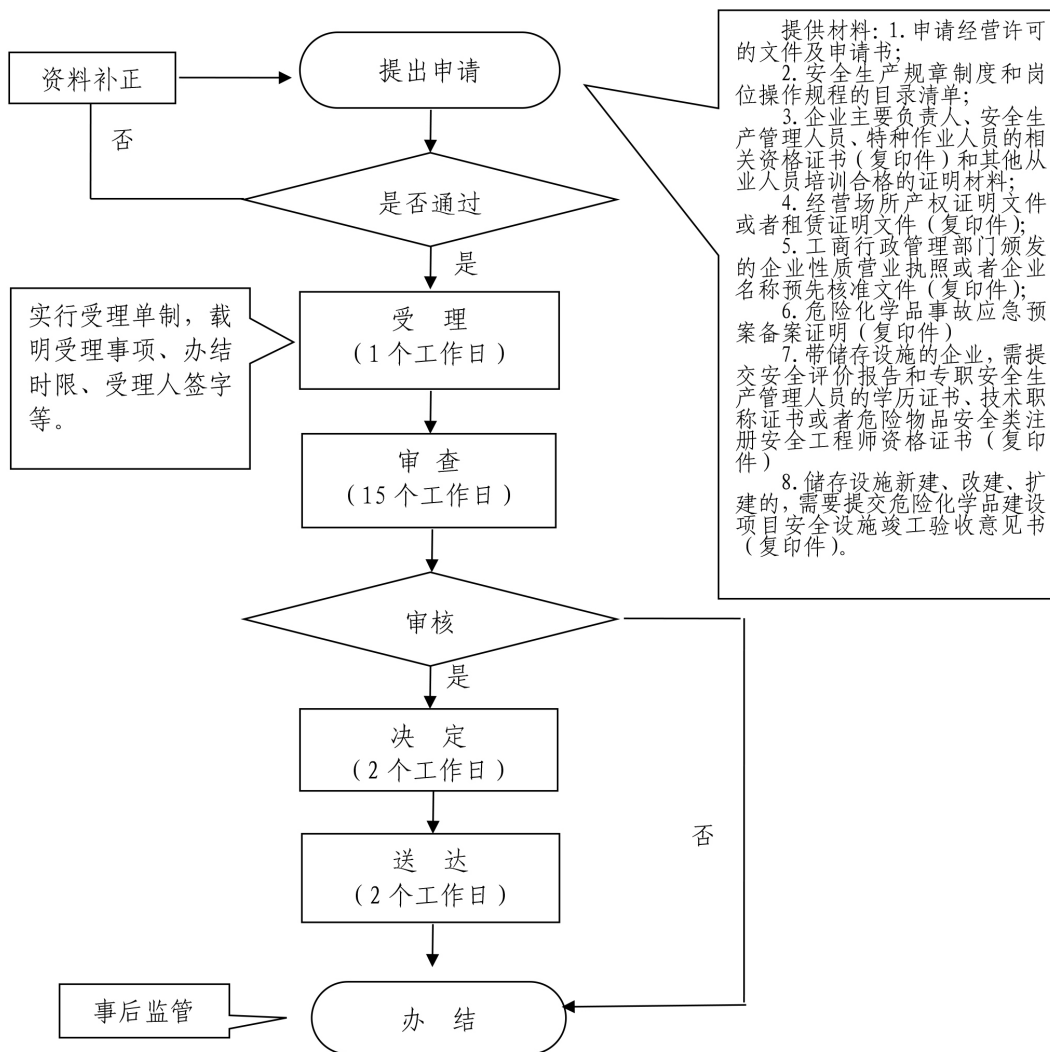 提出申请
资料补正
否
是否通过
是
受 理
(1个工作日)
实行受理单制，载
明受理事项、办结
时限、受理人签字
等。
审 查
(15个工作日)
审核
是
决 定
(2个工作日)
否
送 达
(2个工作日)
事后监管
办 结
提供材料：1.申请经营许可
的文件及申请书；
2.安全生产规章制度和岗
位操作规程的目录清单；
3.企业主要负责人、安全生
产管理人员、特种作业人员的相
关资格证书(复印件)和其他从
业人员培训合格的证明材料；
4.经营场所产权证明文件
或者租赁证明文件(复印件)；
5.工商行政管理部门颁发
的企业性质营业执照或者企业
名称预先核准文件(复印件)；
6.危险化学品事故应急预
案备案证明(复印件)
7.带储存设施的企业，需提
交安全评价报告和专职安全生
产管理人员的学历证书、技术职
称证书或者危险物品安全类注
册安全工程师资格证书(复印
件)
8.储存设施新建、改建、扩
建的，需要提交危险化学品建设
项目安全设施竣工验收意见书
(复印件)。